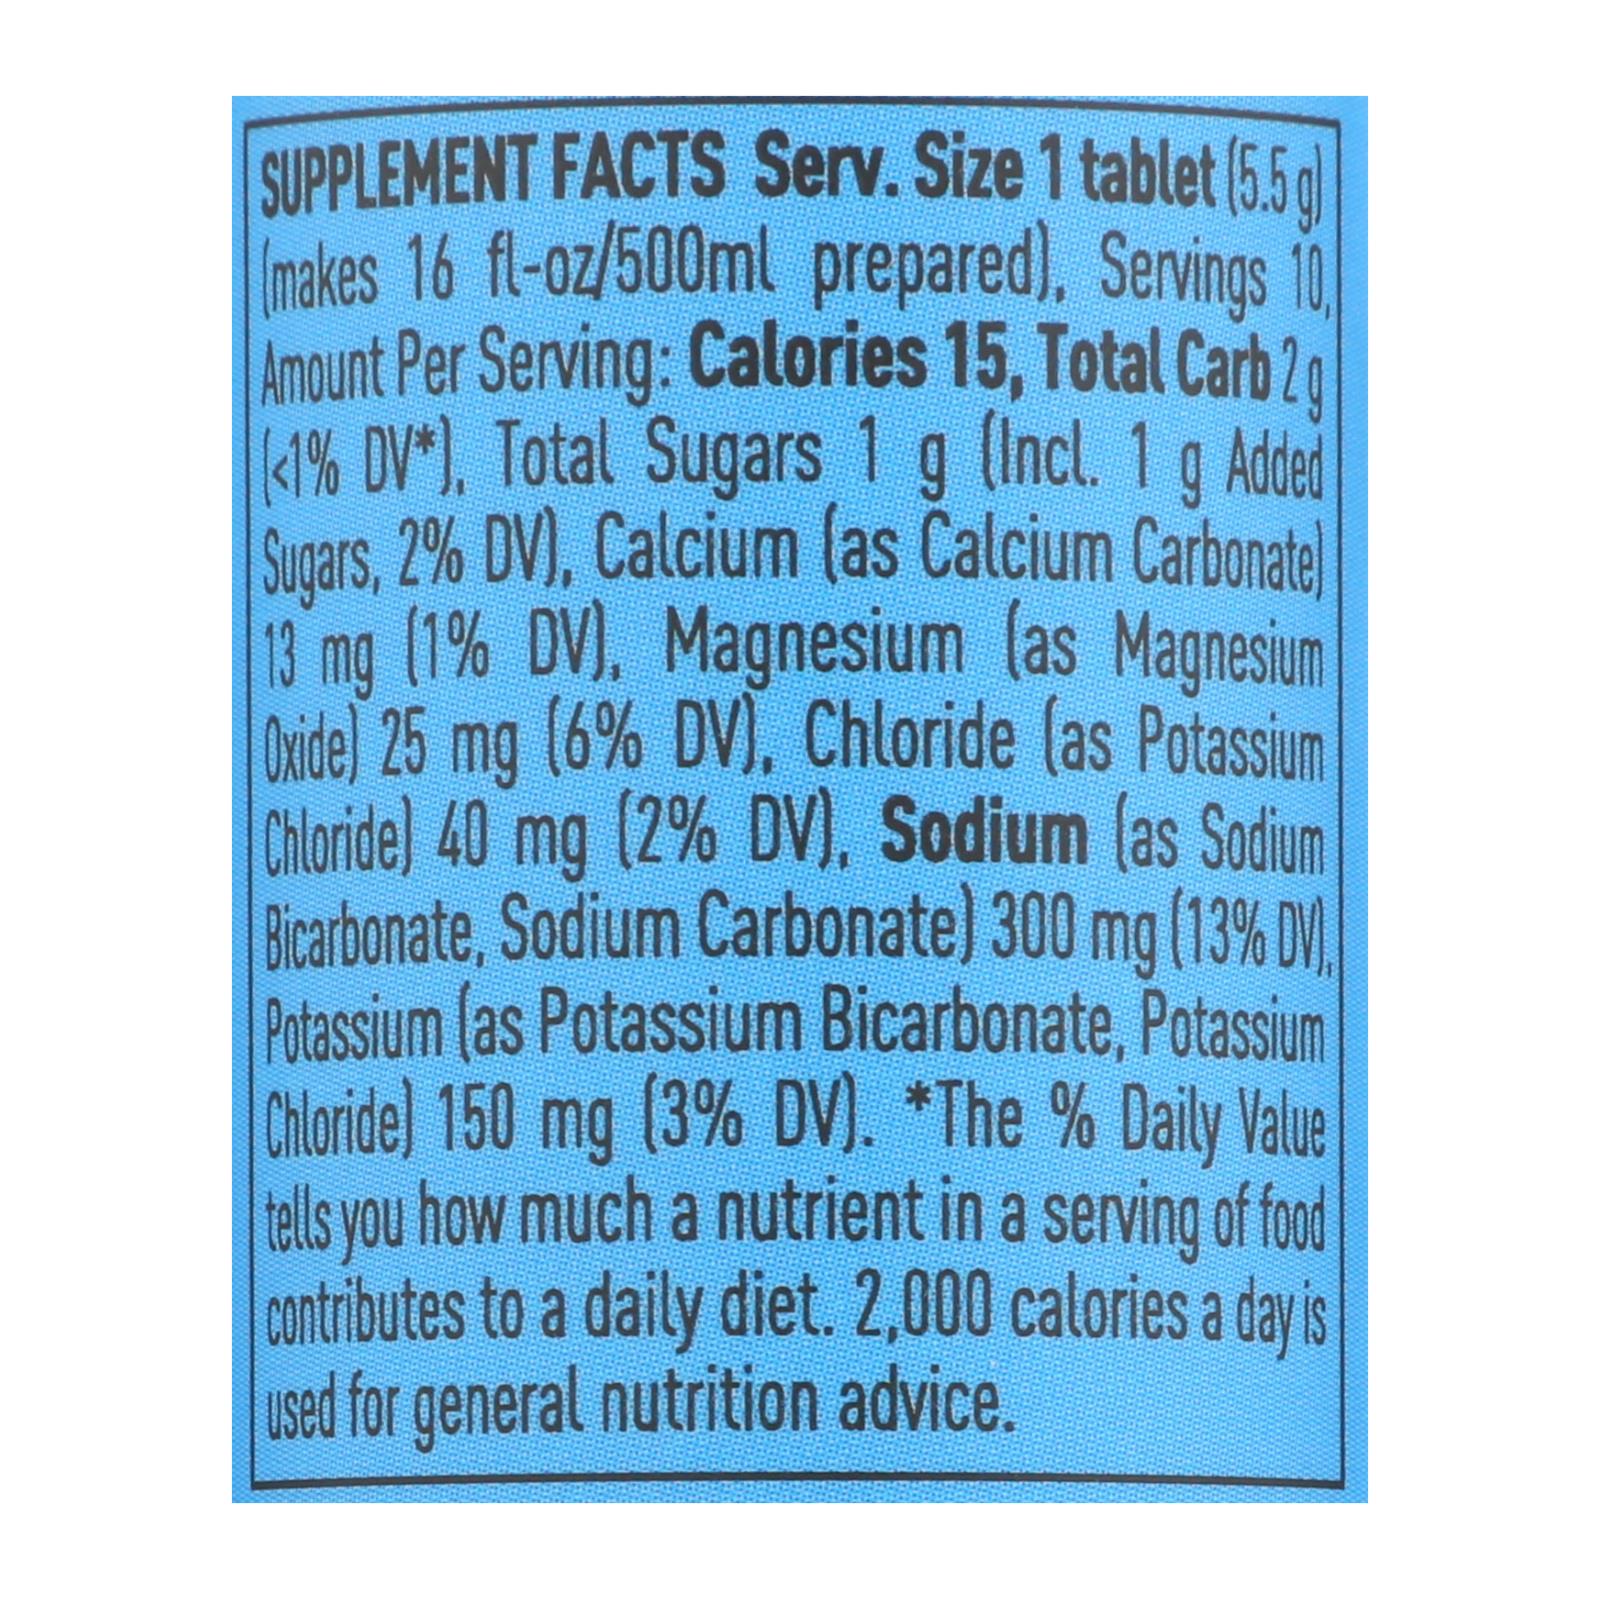 SUPPLEMENT FACTS Serv. Size 1 tablet (5.5 g)
(makes 16 fl-oz/500ml prepared), Servings 10,
Amount Per Serving: Calories 15, Total Carb 2 g
(<1% DV*), Total Sugars 1 g (Incl. 1 g Added
Sugars, 2% DV), Calcium (as Calcium Carbonate)
13 mg (1% DV), Magnesium (as Magnesium
Oxide) 25 mg (6% DV), Chloride (as Potassium
Chloride) 40 mg (2% DV), Sodium (as Sodium
Bicarbonate, Sodium Carbonate) 300 mg (13% DV),
Potassium (as Potassium Bicarbonate, Potassium
Chloride) 150 mg (3% DV). *The % Daily Value
tells you how much a nutrient in a serving of food
contributes to a daily diet. 2,000 calories a day is
used for general nutrition advice.